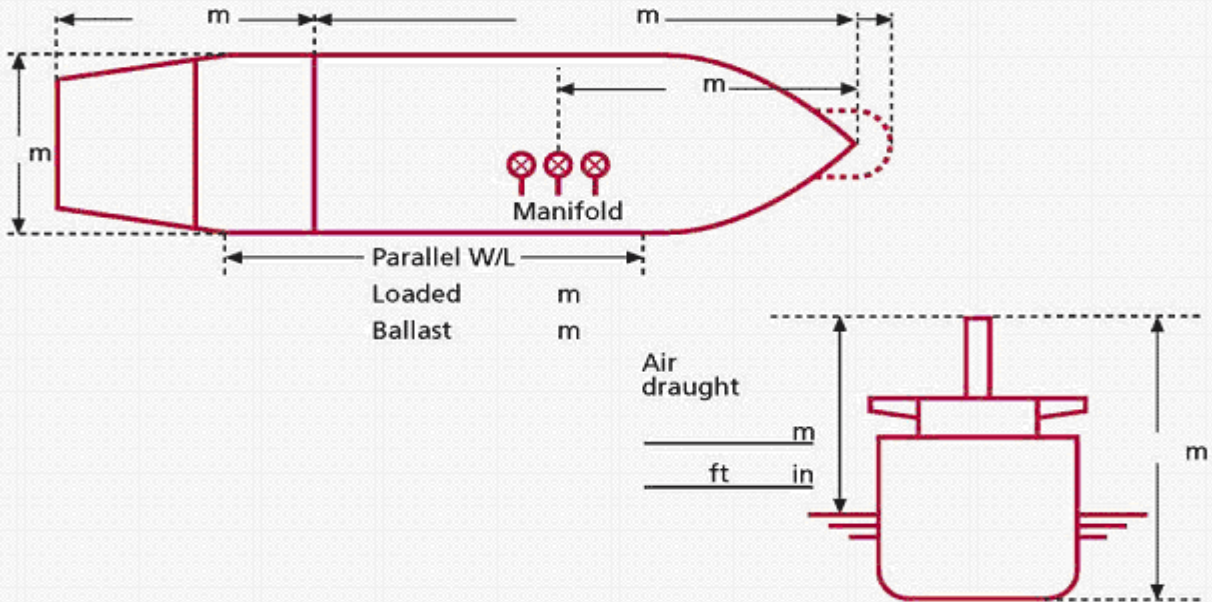 m m
m
m
Manifold
Parallel W/L
Loaded m
Ballast m
Air
draught
m
ft in
m